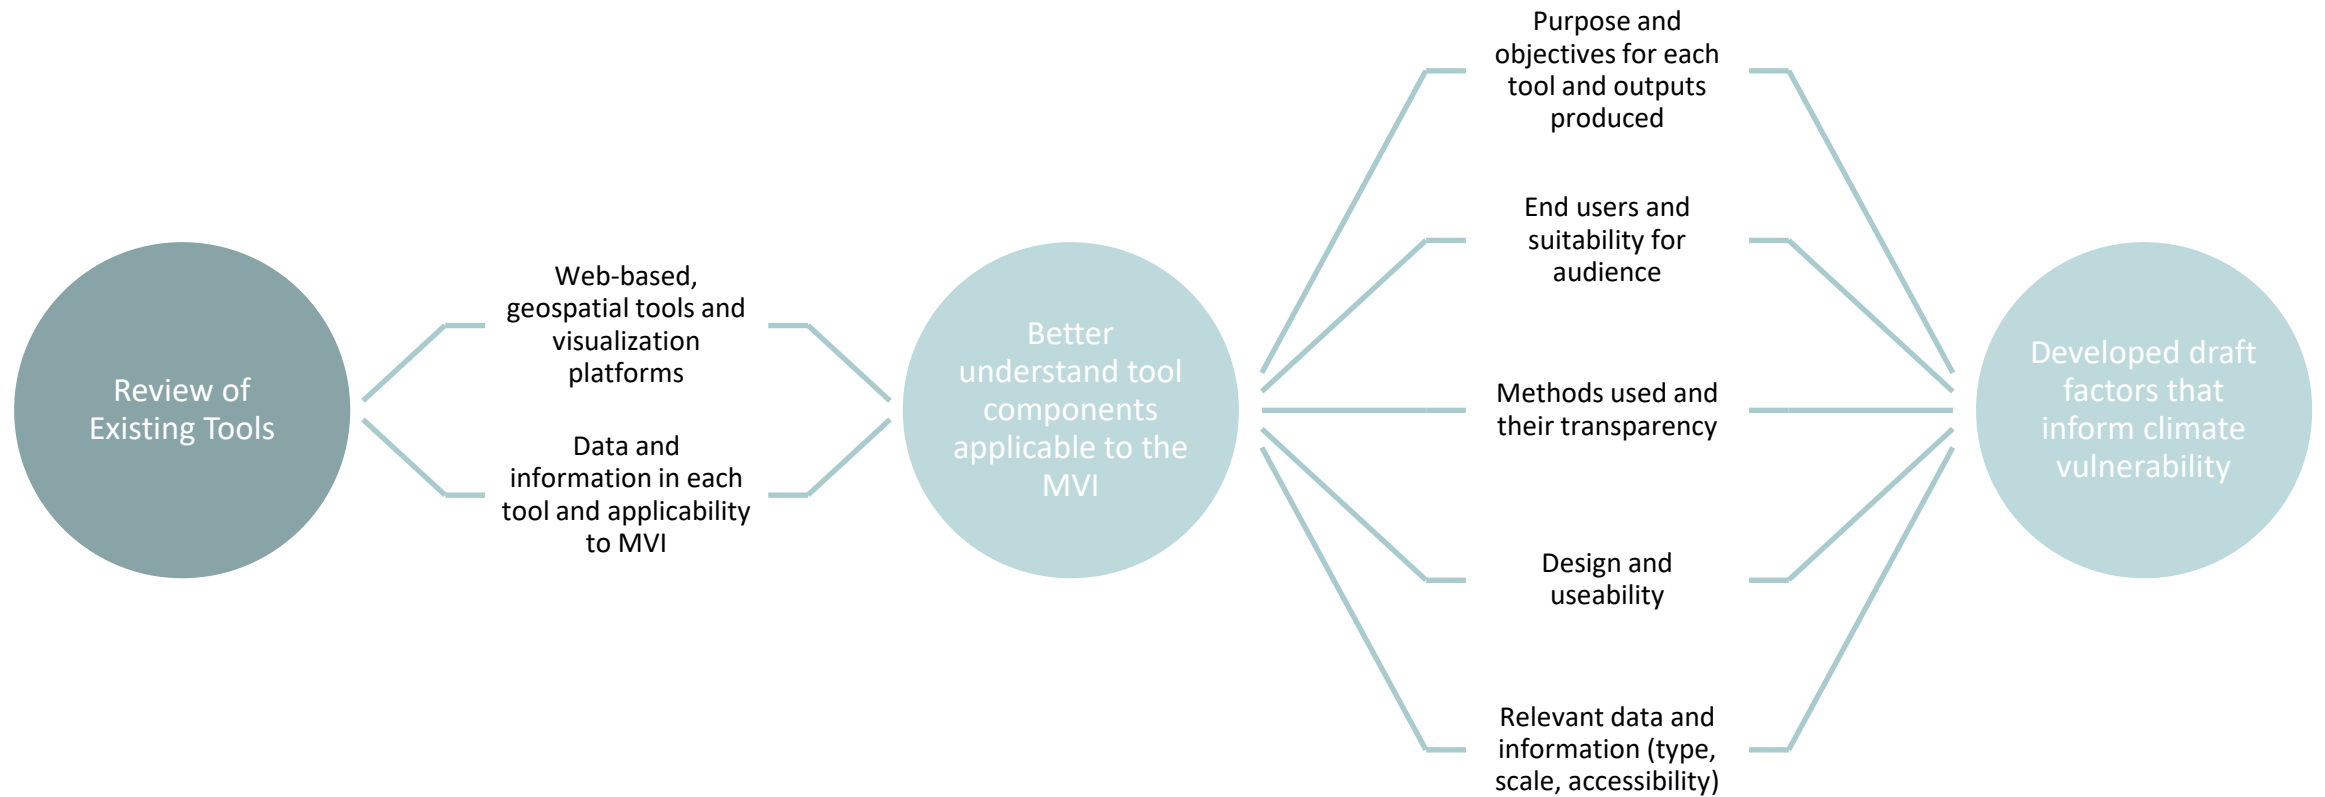 Review of
Existing Tools
Web-based,
geospatial tools and
visualization
platforms
Data and
information in each
tool and applicability
to MVI
Better
understand tool
components
applicable to the
MVI
Purpose and
objectives for each
tool and outputs
produced
End users and
suitability for
audience
Methods used and
their transparency
Design and
useability
Relevant data and
information (type,
scale, accessibility)
Developed draft
factors that
inform climate
vulnerability